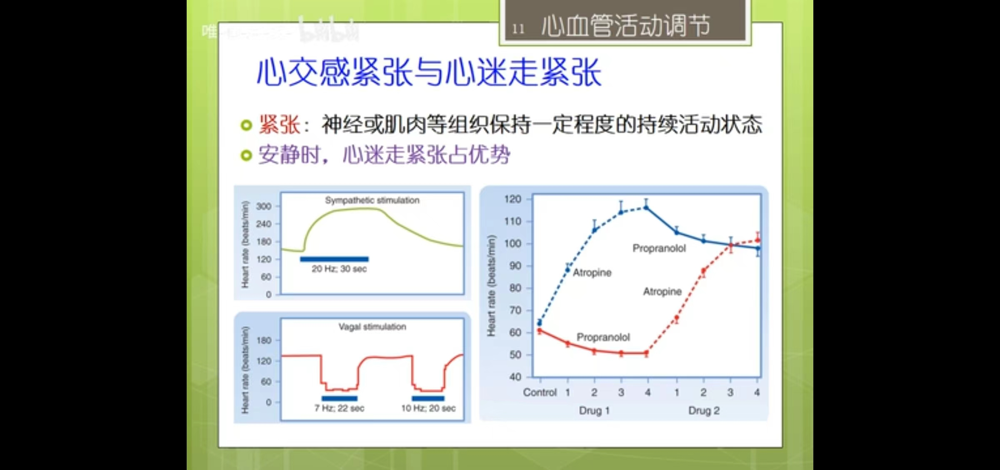 唯
bilibili
11 心血管活动调节
心交感紧张与心迷走紧张
紧张：神经或肌肉等组织保持一定程度的持续活动状态
安静时，心迷走紧张占优势
Sympathetic stimulation
Heart rate (beats/min)
300
240
180
120
60
0
20 Hz; 30 sec
Vagal stimulation
Heart rate (beats/min)
180
120
60
0
7 Hz; 22 sec
10 Hz; 20 sec
Heart rate (beats/min)
120
110
100
90
80
70
60
50
40
Propranolol
Atropine
Atropine
Propranolol
Control 1 2 3 4 1 2 3 4
Drug 1 Drug 2